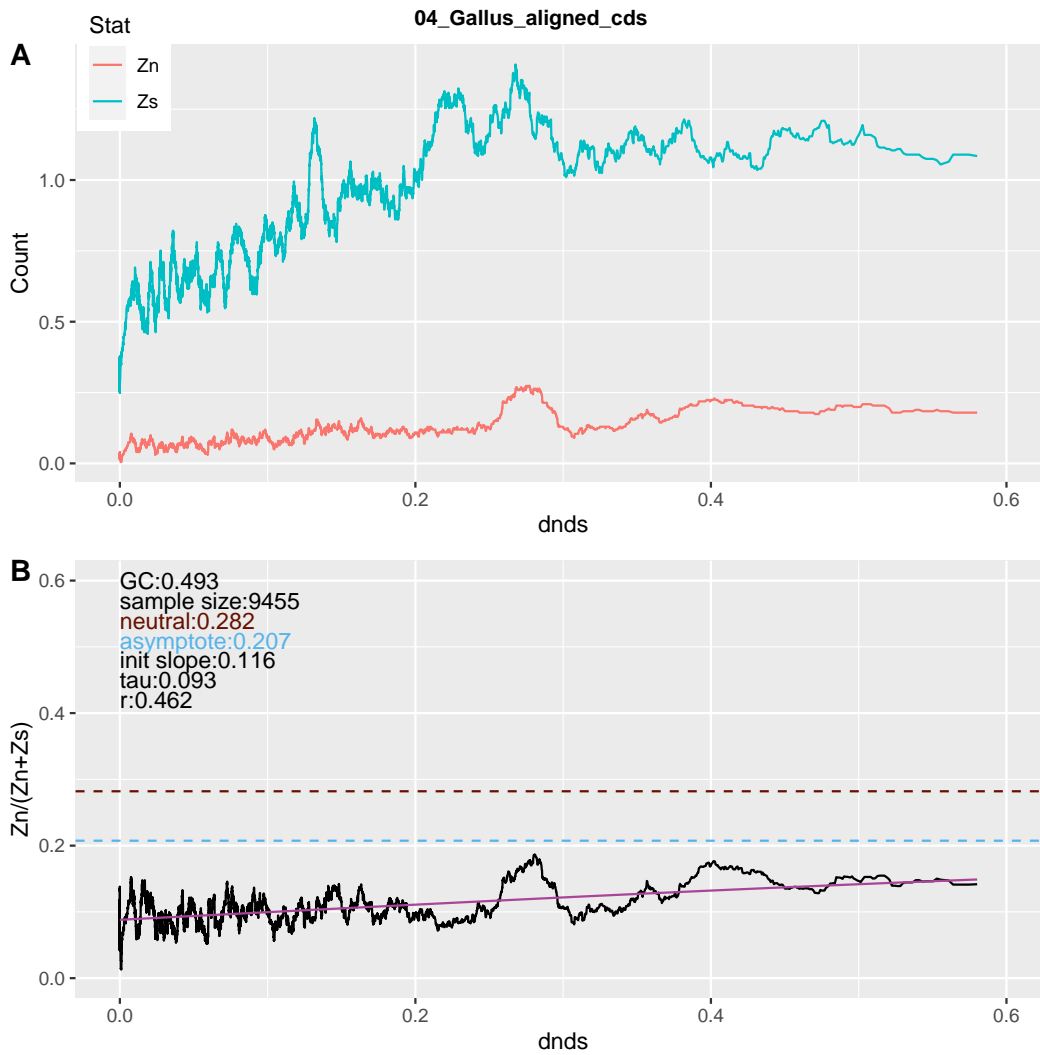 04_Gallus_aligned_cds
A
Stat
Zn
Zs
Count
1.0
0.5
0.0
0.0 0.2 0.4 0.6
dnds
B
GC:0.493
sample size:9455
neutral:0.282
asymptote:0.207
init slope:0.116
tau:0.093
r:0.462
Zn/(Zn+Zs)
0.6
0.4
0.2
0.0
0.0 0.2 0.4 0.6
dnds